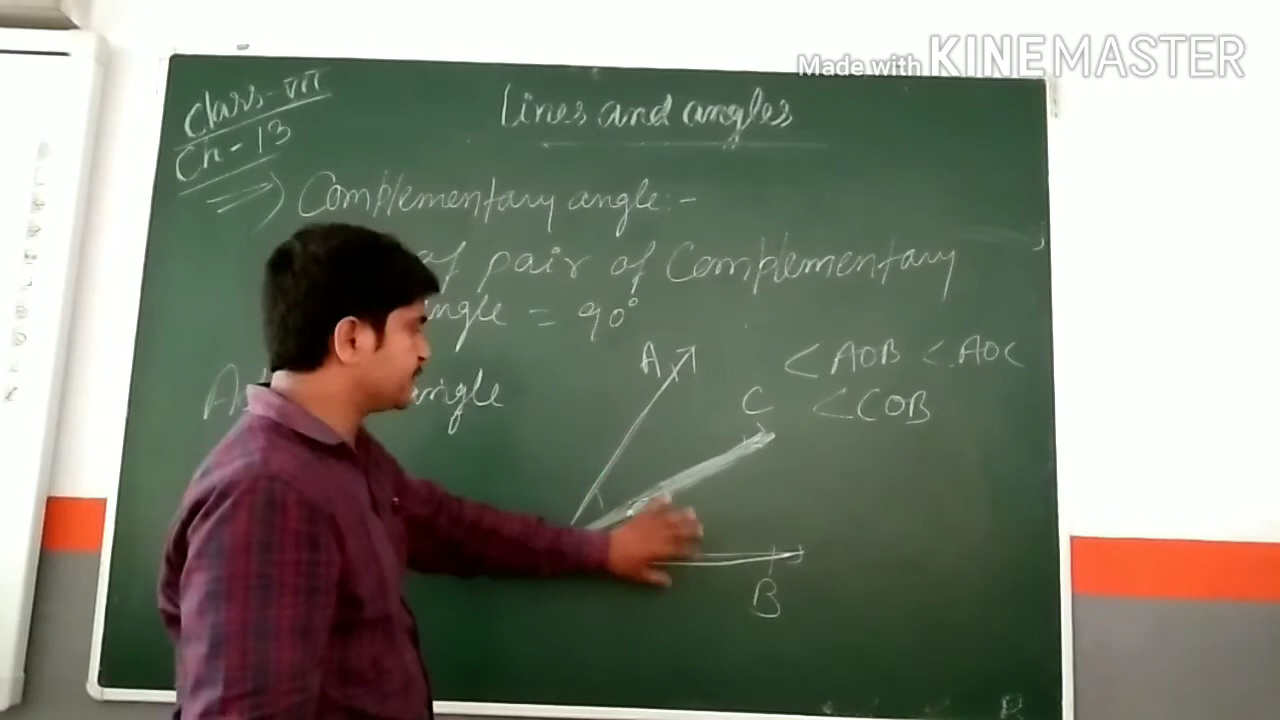 Made with KINEMASTER
Class-VII
Ch-13
Lines and angles
Complementary angle:-
of pair of Complementary
angle = 90°
angle
A
C
B
< AOB < AOC
< COB